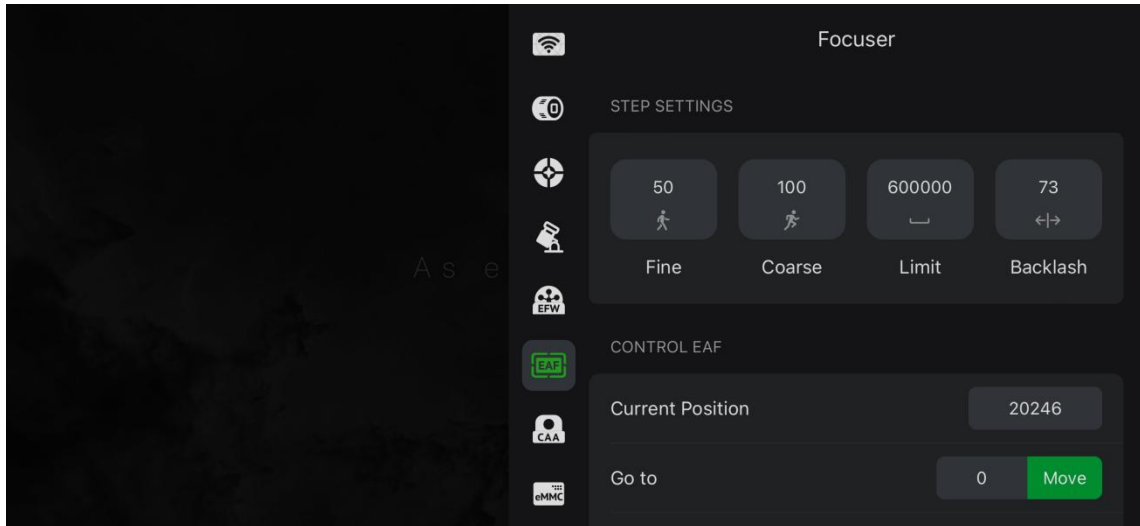 Focuser
STEP SETTINGS
50
100
600000
73
Fine
Coarse
Limit
Backlash
As e
EFW
EAF
CONTROL EAF
Current Position
20246
CAA
Go to
0
Move
eMMC